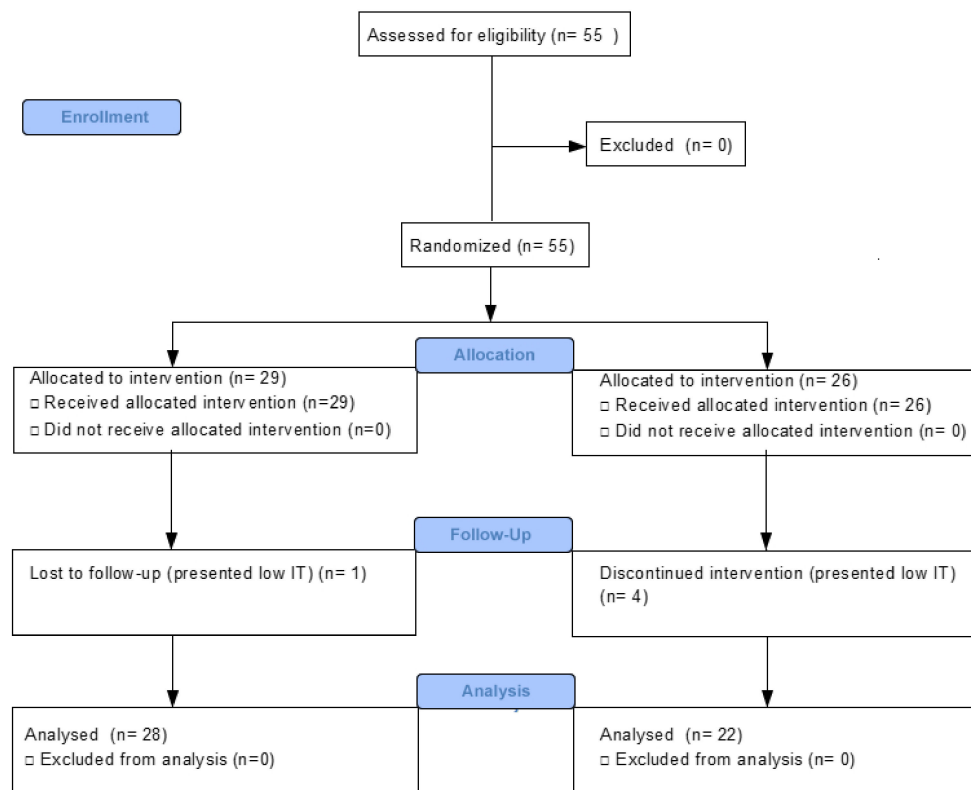 Assessed for eligibility (n= 55 )
Enrollment
Excluded (n= 0)
Randomized (n= 55)
Allocation
Allocated to intervention (n= 29)
□ Received allocated intervention (n=29)
□ Did not receive allocated intervention (n=0)
Allocated to intervention (n= 26)
□ Received allocated intervention (n= 26)
□ Did not receive allocated intervention (n= 0)
Follow-Up
Lost to follow-up (presented low IT) (n= 1)
Discontinued intervention (presented low IT)
(n= 4)
Analysis
Analysed (n= 28)
□ Excluded from analysis (n=0)
Analysed (n= 22)
□ Excluded from analysis (n= 0)